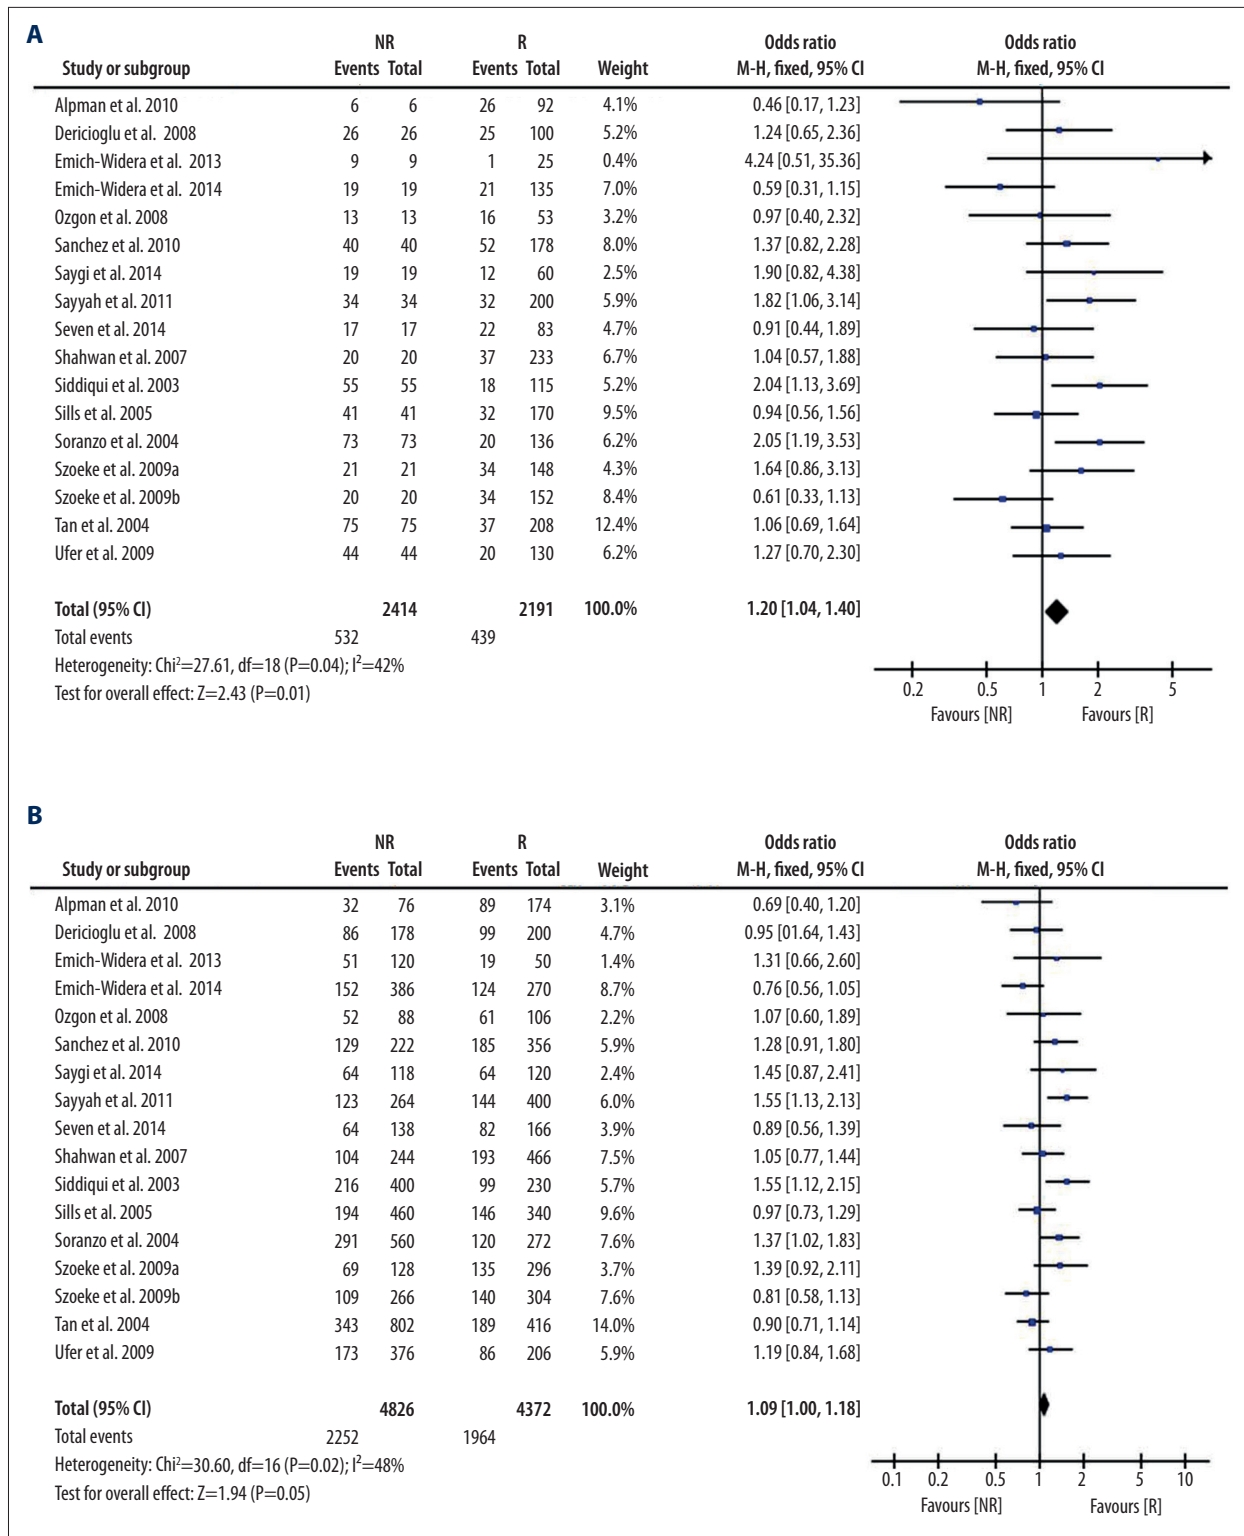 A
NR R Odds ratio Odds ratio
Study or subgroup Events Total Events Total Weight M-H, fixed, 95% CI M-H, fixed, 95% CI
Alpman et al. 2010 6 6 26 92 4.1% 0.46 [0.17, 1.23]
Dericioglu et al. 2008 26 26 25 100 5.2% 1.24 [0.65, 2.36]
Emich-Widera et al. 2013 9 9 1 25 0.4% 4.24 [0.51, 35.36]
Emich-Widera et al. 2014 19 19 21 135 7.0% 0.59 [0.31, 1.15]
Ozgon et al. 2008 13 13 16 53 3.2% 0.97 [0.40, 2.32]
Sanchez et al. 2010 40 40 52 178 8.0% 1.37 [0.82, 2.28]
Saygi et al. 2014 19 19 12 60 2.5% 1.90 [0.82, 4.38]
Sayyah et al. 2011 34 34 32 200 5.9% 1.82 [1.06, 3.14]
Seven et al. 2014 17 17 22 83 4.7% 0.91 [0.44, 1.89]
Shahwan et al. 2007 20 20 37 233 6.7% 1.04 [0.57, 1.88]
Siddiqui et al. 2003 55 55 18 115 5.2% 2.04 [1.13, 3.69]
Sills et al. 2005 41 41 32 170 9.5% 0.94 [0.56, 1.56]
Soranzo et al. 2004 73 73 20 136 6.2% 2.05 [1.19, 3.53]
Szoeke et al. 2009a 21 21 34 148 4.3% 1.64 [0.86, 3.13]
Szoeke et al. 2009b 20 20 34 152 8.4% 0.61 [0.33, 1.13]
Tan et al. 2004 75 75 37 208 12.4% 1.06 [0.69, 1.64]
Ufer et al. 2009 44 44 20 130 6.2% 1.27 [0.70, 2.30]
Total (95% CI) 2414 2191 100.0% 1.20 [1.04, 1.40]
Total events 532 439
Heterogeneity: Chi²=27.61, df=18 (P=0.04); I²=42%
Test for overall effect: Z=2.43 (P=0.01)
0.2 0.5 1 2 5
Favours [NR] Favours [R]
B
NR R Odds ratio Odds ratio
Study or subgroup Events Total Events Total Weight M-H, fixed, 95% CI M-H, fixed, 95% CI
Alpman et al. 2010 32 76 89 174 3.1% 0.69 [0.40, 1.20]
Dericioglu et al. 2008 86 178 99 200 4.7% 0.95 [01.64, 1.43]
Emich-Widera et al. 2013 51 120 19 50 1.4% 1.31 [0.66, 2.60]
Emich-Widera et al. 2014 152 386 124 270 8.7% 0.76 [0.56, 1.05]
Ozgon et al. 2008 52 88 61 106 2.2% 1.07 [0.60, 1.89]
Sanchez et al. 2010 129 222 185 356 5.9% 1.28 [0.91, 1.80]
Saygi et al. 2014 64 118 64 120 2.4% 1.45 [0.87, 2.41]
Sayyah et al. 2011 123 264 144 400 6.0% 1.55 [1.13, 2.13]
Seven et al. 2014 64 138 82 166 3.9% 0.89 [0.56, 1.39]
Shahwan et al. 2007 104 244 193 466 7.5% 1.05 [0.77, 1.44]
Siddiqui et al. 2003 216 400 99 230 5.7% 1.55 [1.12, 2.15]
Sills et al. 2005 194 460 146 340 9.6% 0.97 [0.73, 1.29]
Soranzo et al. 2004 291 560 120 272 7.6% 1.37 [1.02, 1.83]
Szoeke et al. 2009a 69 128 135 296 3.7% 1.39 [0.92, 2.11]
Szoeke et al. 2009b 109 266 140 304 7.6% 0.81 [0.58, 1.13]
Tan et al. 2004 343 802 189 416 14.0% 0.90 [0.71, 1.14]
Ufer et al. 2009 173 376 86 206 5.9% 1.19 [0.84, 1.68]
Total (95% CI) 4826 4372 100.0% 1.09 [1.00, 1.18]
Total events 2252 1964
Heterogeneity: Chi²=30.60, df=16 (P=0.02); I²=48%
Test for overall effect: Z=1.94 (P=0.05)
0.1 0.2 0.5 1 2 5 10
Favours [NR] Favours [R]